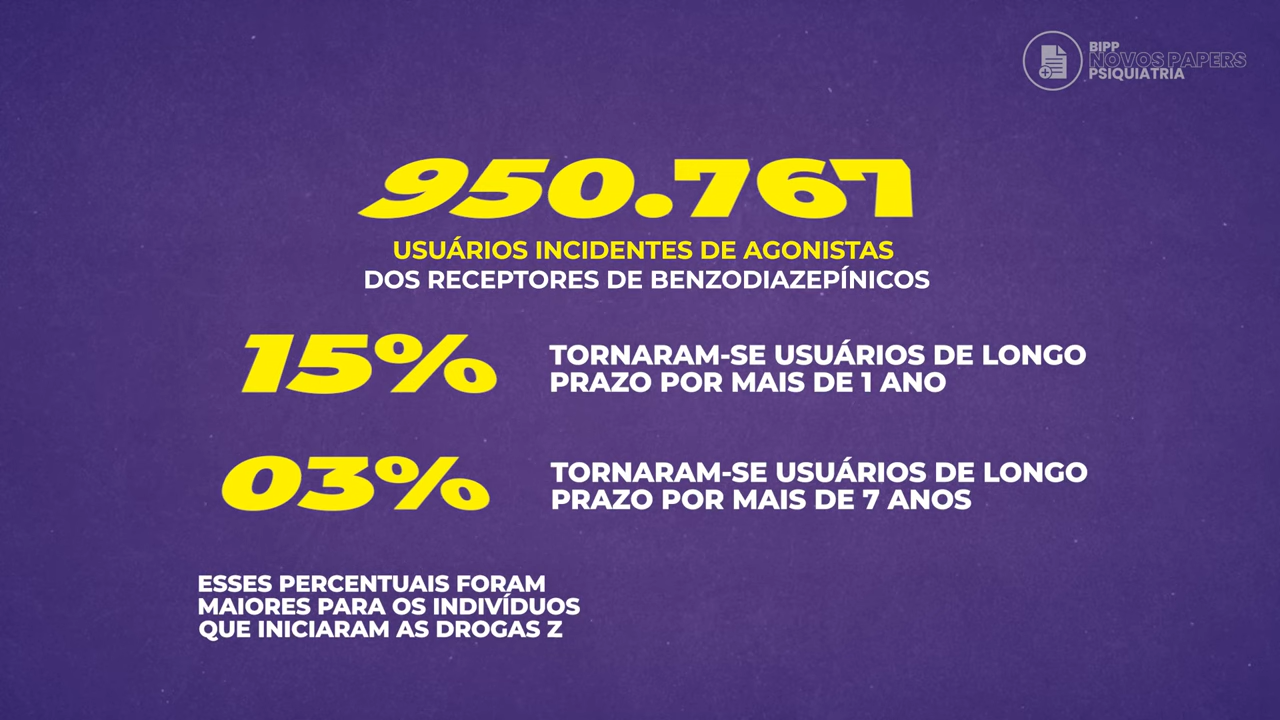 BIPP
NOVOS PAPERS
PSIQUIATRIA
950.767
USUÁRIOS INCIDENTES DE AGONISTAS
DOS RECEPTORES DE BENZODIAZEPÍNICOS
15%
TORNARAM-SE USUÁRIOS DE LONGO
PRAZO POR MAIS DE 1 ANO
03%
TORNARAM-SE USUÁRIOS DE LONGO
PRAZO POR MAIS DE 7 ANOS
ESSES PERCENTUAIS FORAM
MAIORES PARA OS INDIVÍDUOS
QUE INICIARAM AS DROGAS Z